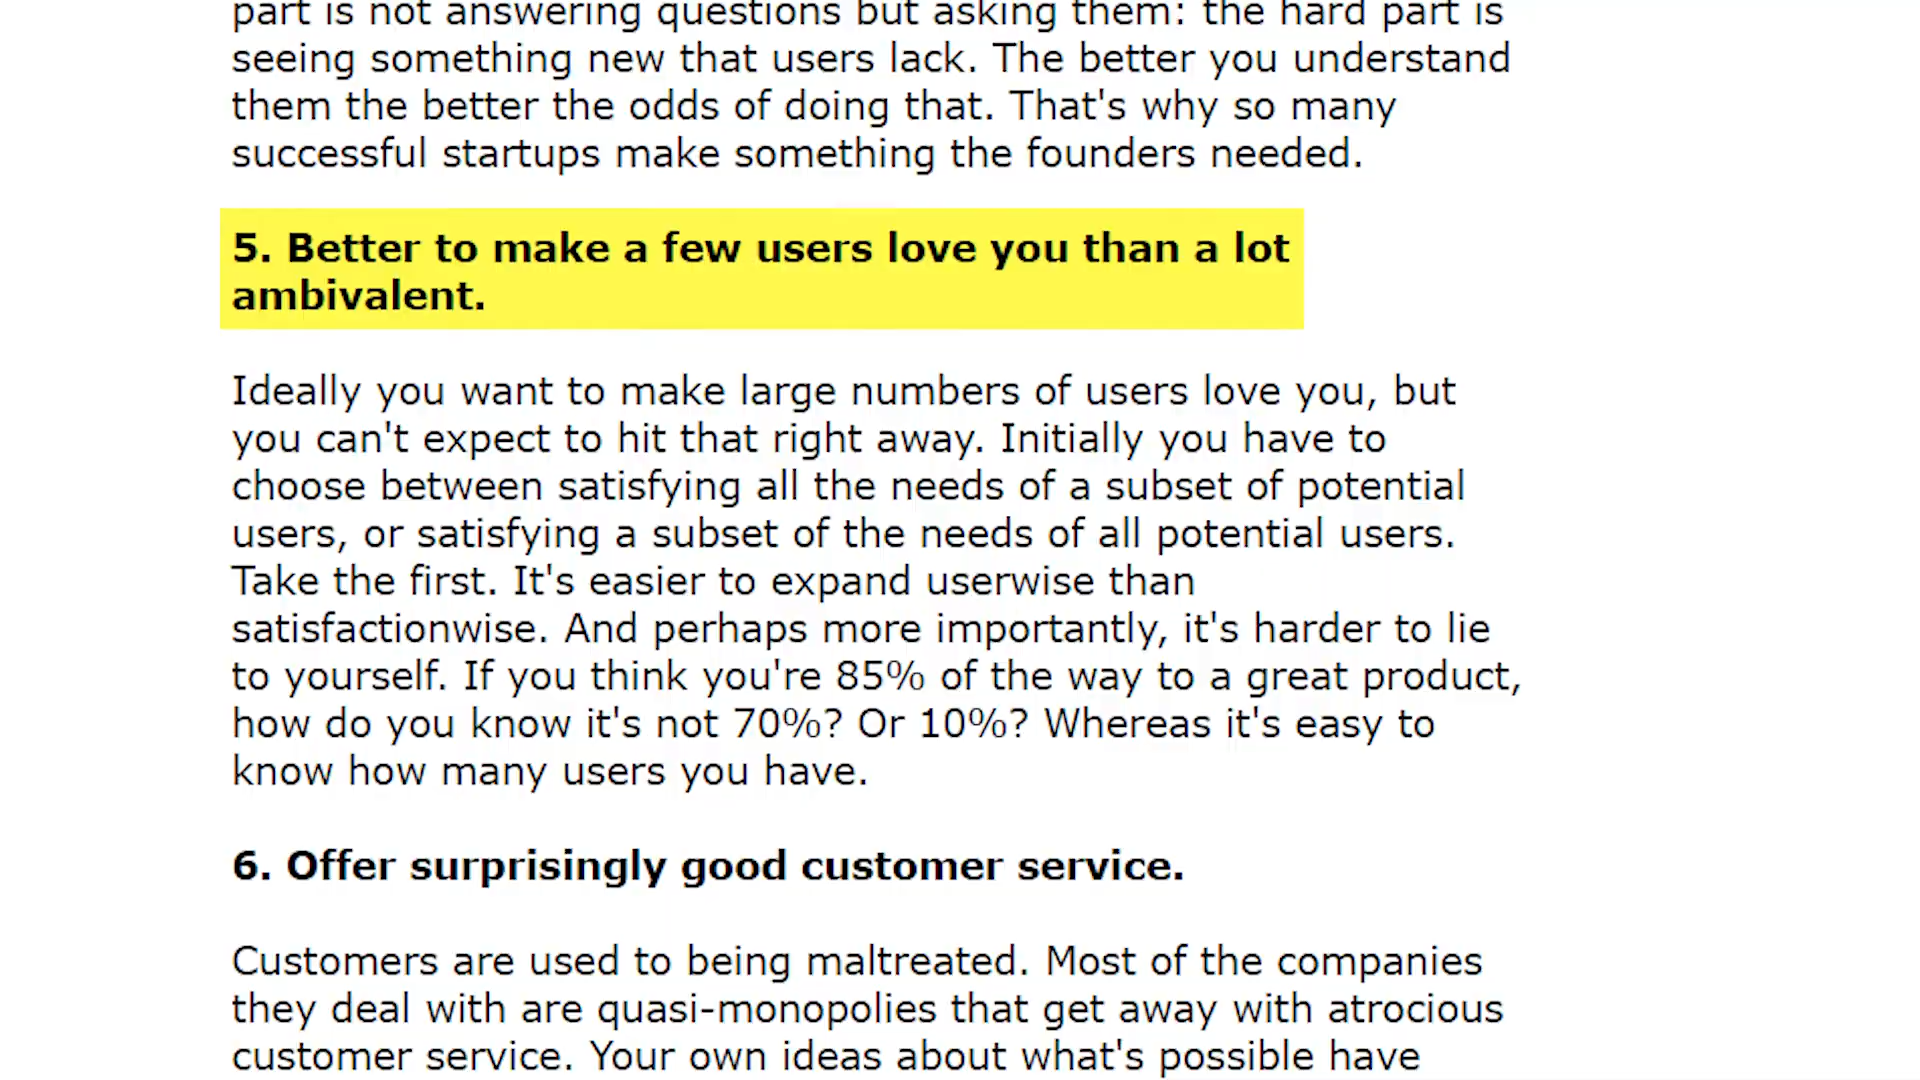 part is not answering questions but asking them: the hard part is
seeing something new that users lack. The better you understand
them the better the odds of doing that. That's why so many
successful startups make something the founders needed.
5. Better to make a few users love you than a lot
ambivalent.
Ideally you want to make large numbers of users love you, but
you can't expect to hit that right away. Initially you have to
choose between satisfying all the needs of a subset of potential
users, or satisfying a subset of the needs of all potential users.
Take the first. It's easier to expand userwise than
satisfactionwise. And perhaps more importantly, it's harder to lie
to yourself. If you think you're 85% of the way to a great product,
how do you know it's not 70%? Or 10%? Whereas it's easy to
know how many users you have.
6. Offer surprisingly good customer service.
Customers are used to being maltreated. Most of the companies
they deal with are quasi-monopolies that get away with atrocious
customer service. Your own ideas about what's possible have